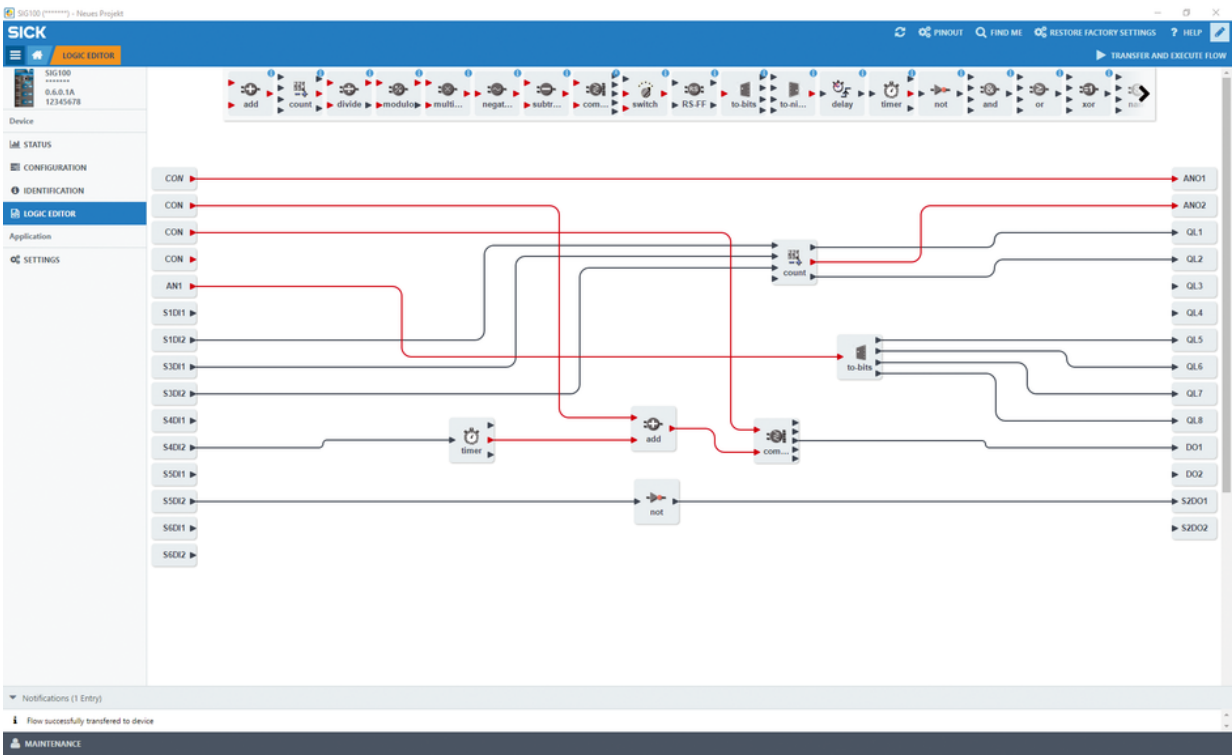 SIG100 (*******) - Neues Projekt
SICK
PINOUT FIND ME RESTORE FACTORY SETTINGS ? HELP
LOGIC EDITOR
TRANSFER AND EXECUTE FLOW
SIG100
*******
0.6.0.1A
12345678
Device
STATUS
CONFIGURATION
IDENTIFICATION
LOGIC EDITOR
Application
SETTINGS
add count divide modulo multi... negat... subtr... com... switch RS-FF to-bits to-ni... delay timer not and or xor
CON
CON
CON
CON
AN1
S1DI1
S1DI2
S3DI1
S3DI2
S4DI1
S4DI2
S5DI1
S5DI2
S6DI1
S6DI2
count
to-bits
timer
add
com...
not
ANO1
ANO2
QL1
QL2
QL3
QL4
QL5
QL6
QL7
QL8
DO1
DO2
S2DO1
S2DO2
Notifications (1 Entry)
Flow successfully transfered to device
MAINTENANCE